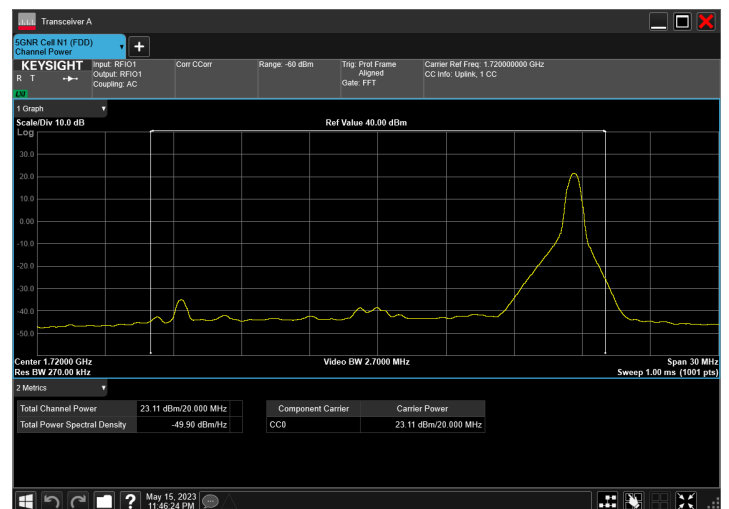 Transceiver A
5GNR Cell N1 (FDD)
Channel Power
KEYSIGHT
R T
LXI
Input: RFIO1
Output: RFIO1
Coupling: AC
Corr CCorr
Range: -60 dBm
Trig: Prot Frame
Aligned
Gate: FFT
Carrier Ref Freq: 1.720000000 GHz
CC Info: Uplink, 1 CC
1 Graph
Scale/Div 10.0 dB
Ref Value 40.00 dBm
Log
30.0
20.0
10.0
0.00
-10.0
-20.0
-30.0
-40.0
-50.0
Center 1.72000 GHz
Video BW 2.7000 MHz
Span 30 MHz
Res BW 270.00 kHz
Sweep 1.00 ms (1001 pts)
2 Metrics
Total Channel Power 23.11 dBm/20.000 MHz
Total Power Spectral Density -49.90 dBm/Hz
Component Carrier Carrier Power
CC0 23.11 dBm/20.000 MHz
?
May 15, 2023
11:46:24 PM